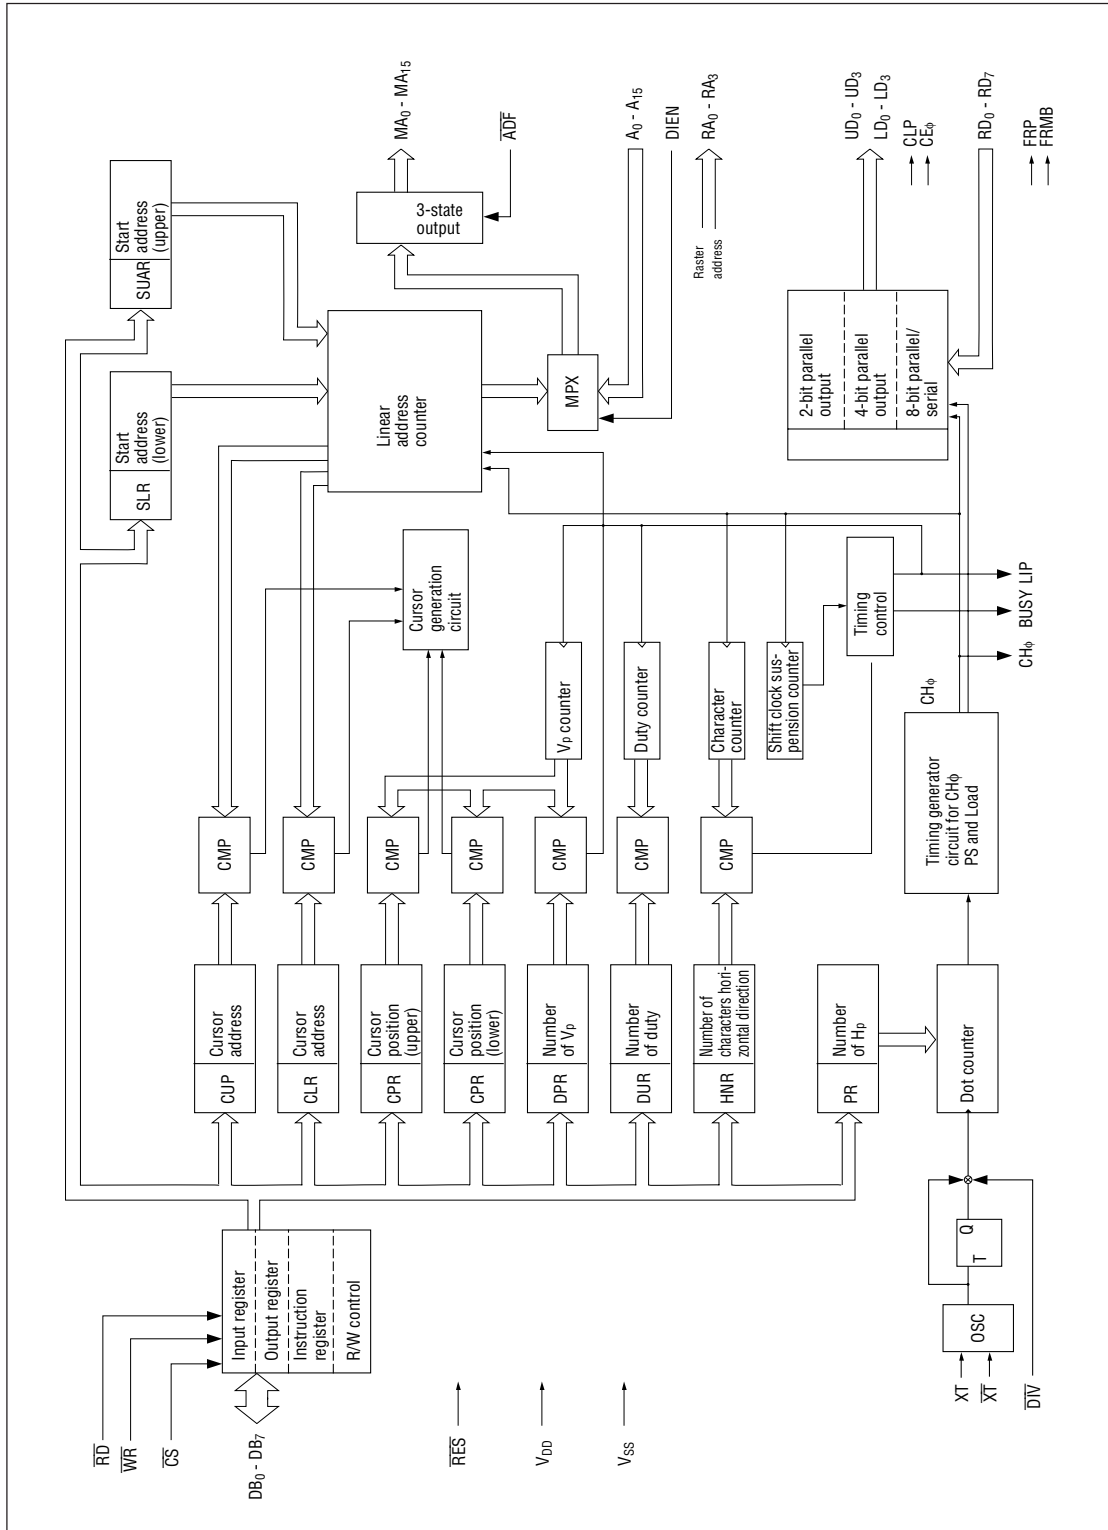 RD
WR
CS
DB0 - DB7
RES
VDD
VSS
Input register
Output register
Instruction
register
R/W control
XT
XT
DIV
OSC
T
Q
CUP
Cursor
address
CLR
Cursor
address
CPR
Cursor
position
(upper)
CPR
Cursor
position
(lower)
DPR
Number
of Vp
DUR
Number
of duty
HNR
Number of
characters hori-
zontal direction
PR
Number
of Hp
Dot counter
CMP
CMP
CMP
CMP
CMP
CMP
CMP
Timing generator
circuit for CHϕ
PS and Load
CHϕ
Vp counter
Duty counter
Character
counter
Shift clock sus-
pension counter
Timing
control
CHϕ
BUSY
LIP
Cursor
generation
circuit
SLR
Start
address
(lower)
SUAR
Start
address
(upper)
Linear
address
counter
MPX
3-state
output
2-bit parallel
output
4-bit parallel
output
8-bit parallel/
serial
MA0 - MA15
ADF
A0 - A15
DIEN
Raster
address
RA0 - RA3
UD0 - UD3
LD0 - LD3
CLP
CEϕ
RD0 - RD7
FRP
FRMB